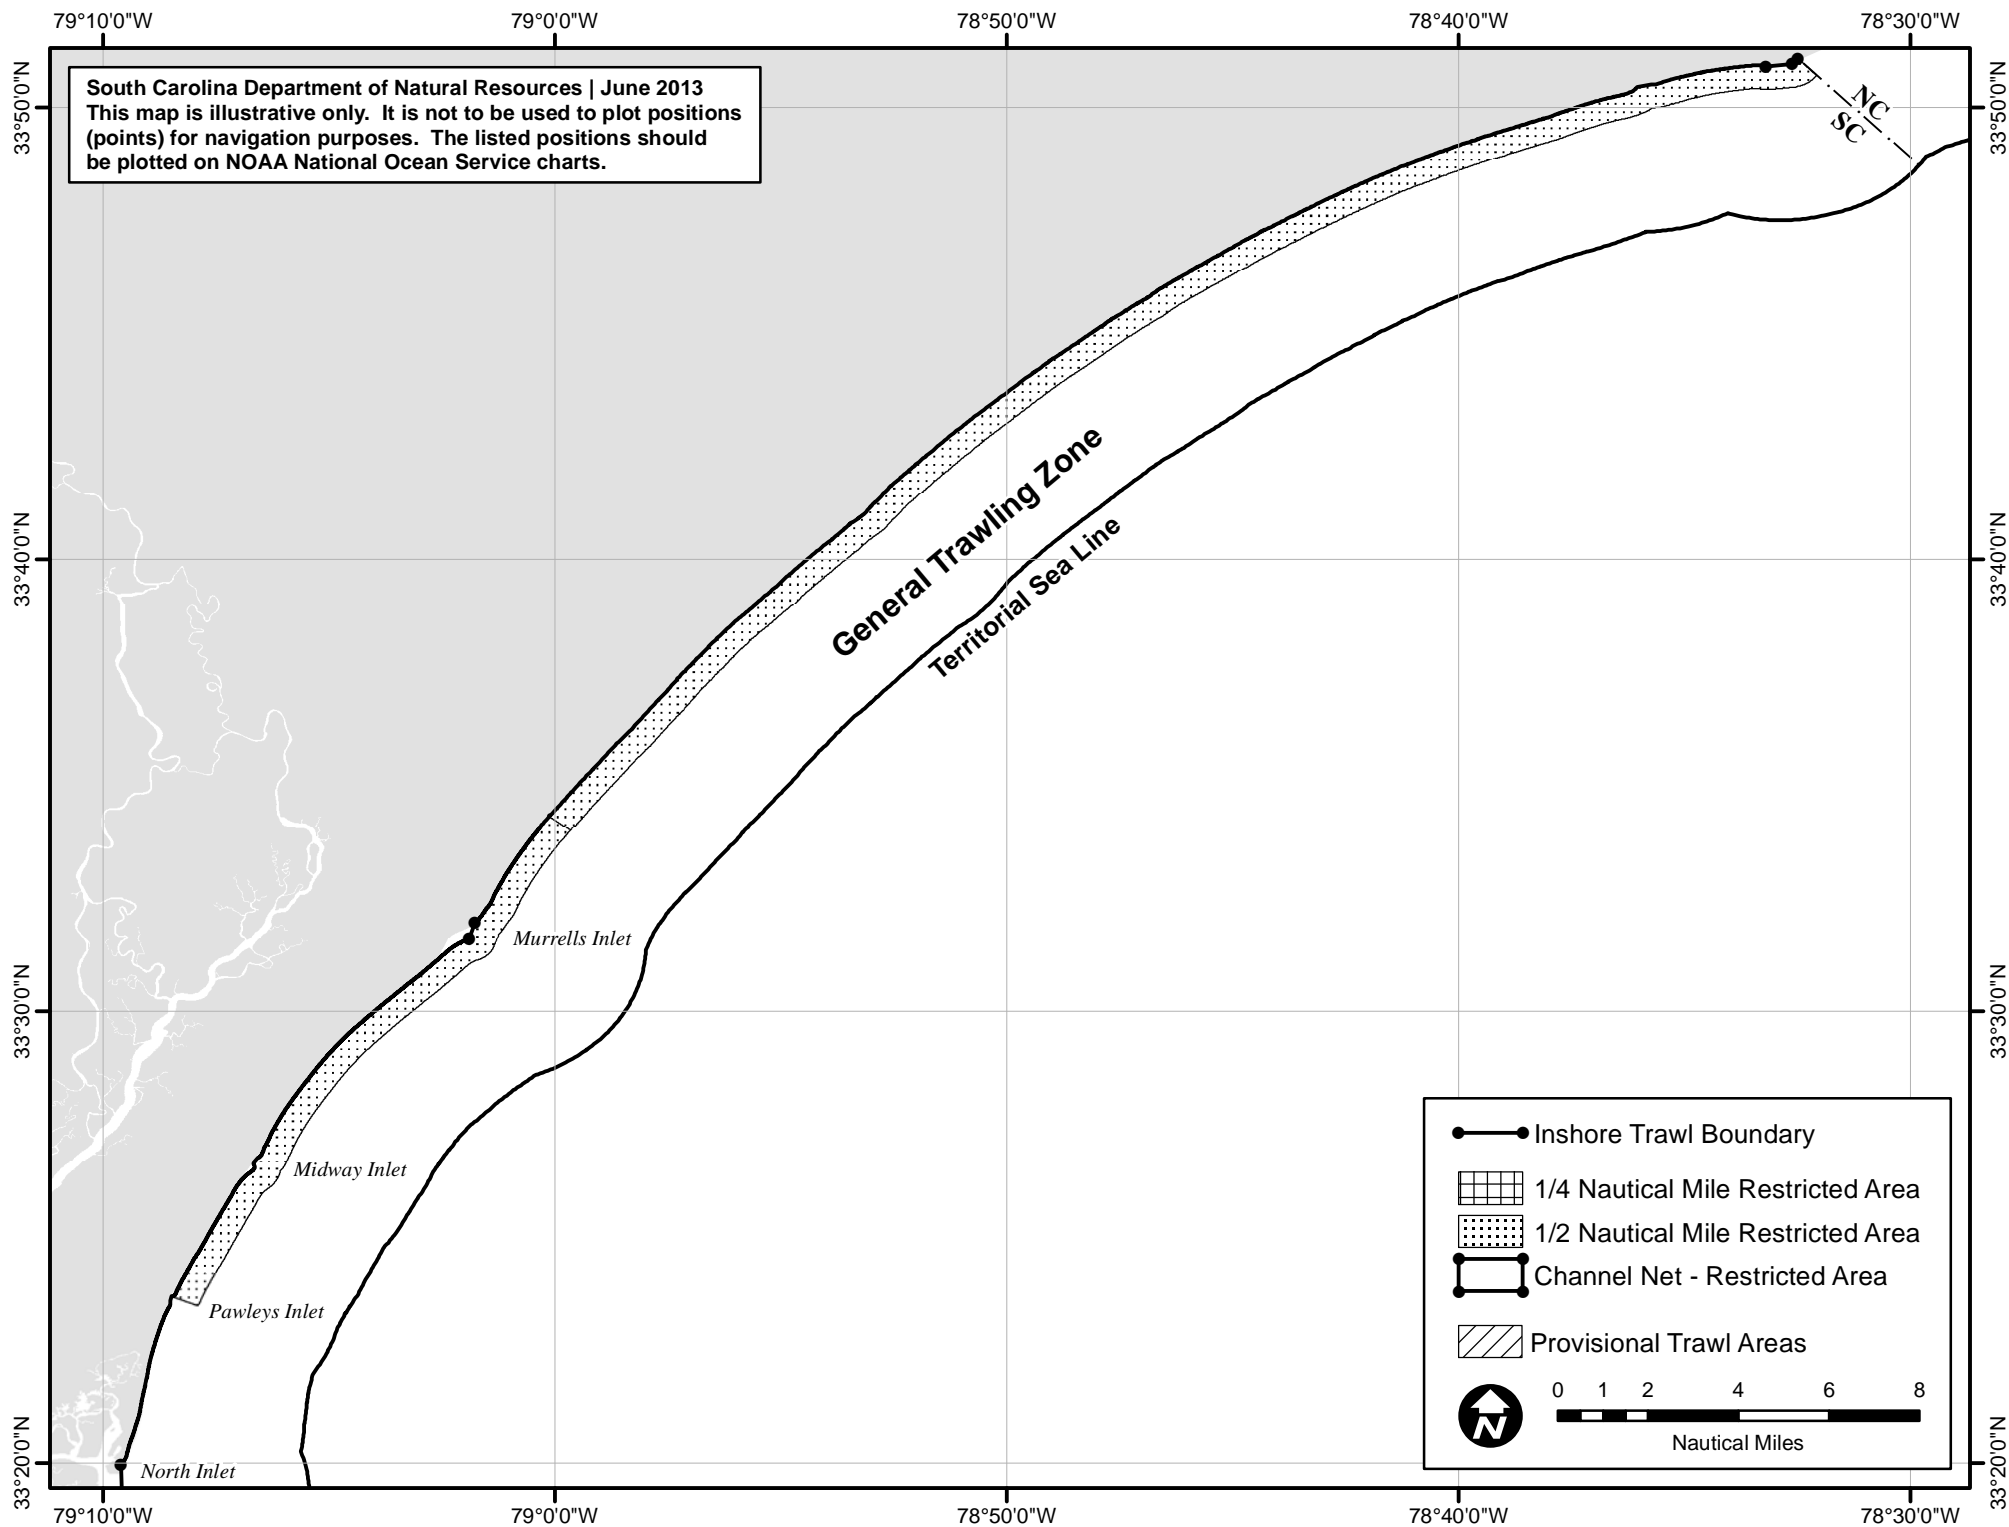 79°10'0"W
79°0'0"W
78°50'0"W
78°40'0"W
78°30'0"W
South Carolina Department of Natural Resources | June 2013
This map is illustrative only.  It is not to be used to plot positions
(points) for navigation purposes.  The listed positions should
be plotted on NOAA National Ocean Service charts.
33°50'0"N
33°50'0"N
NC
SC
General Trawling Zone
Territorial Sea Line
33°40'0"N
33°40'0"N
Murrells Inlet
33°30'0"N
33°30'0"N
Midway Inlet
Pawleys Inlet
North Inlet
33°20'0"N
33°20'0"N
Inshore Trawl Boundary
1/4 Nautical Mile Restricted Area
1/2 Nautical Mile Restricted Area
Channel Net - Restricted Area
Provisional Trawl Areas
N
0 1 2 4 6 8
Nautical Miles
79°10'0"W
79°0'0"W
78°50'0"W
78°40'0"W
78°30'0"W